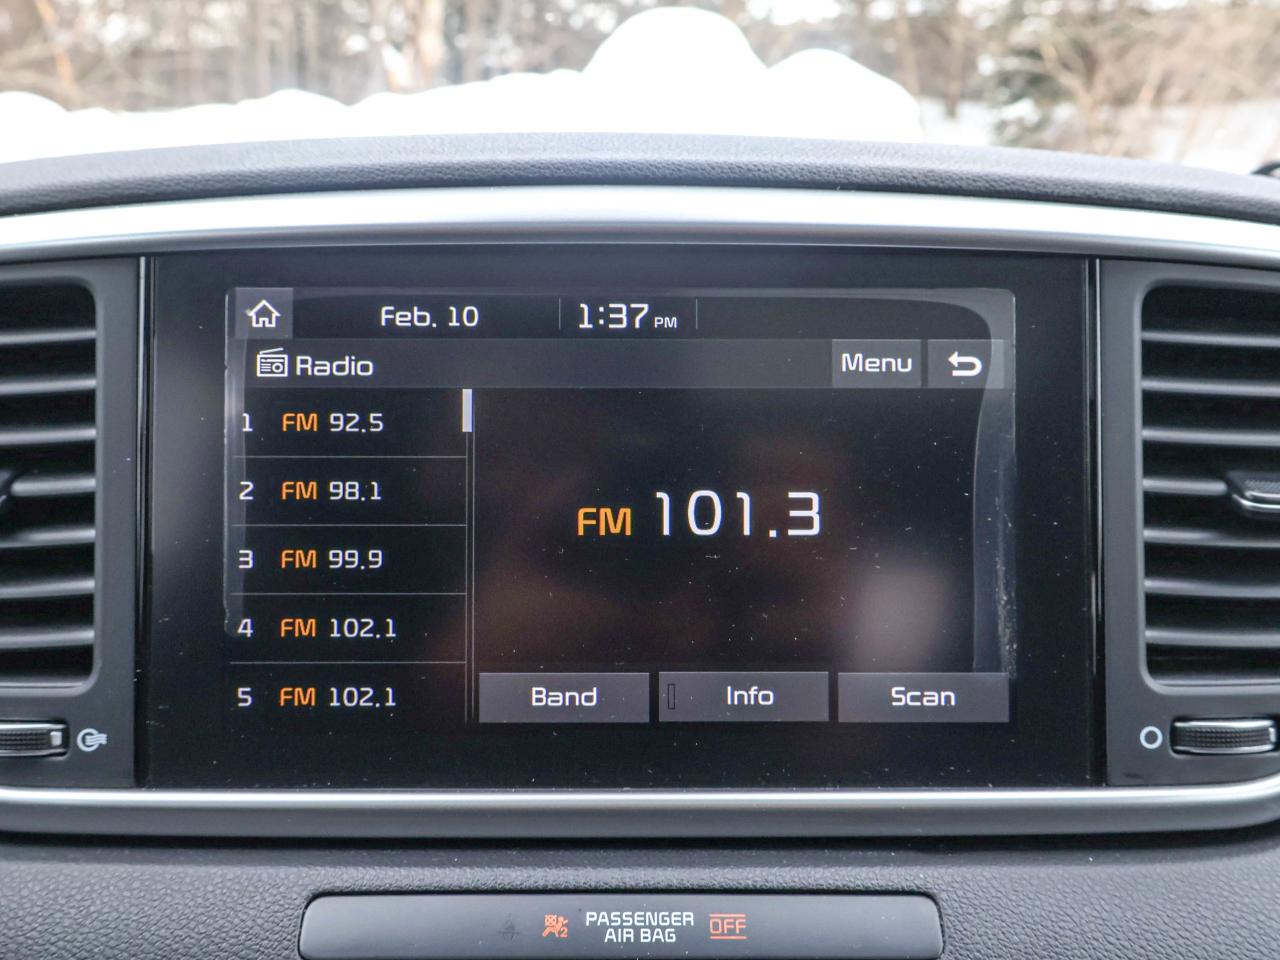 Feb. 10 1:37 PM
Radio Menu
1 FM 92.5
2 FM 98.1
3 FM 99.9
4 FM 102.1
5 FM 102.1
FM 101.3
Band Info Scan
PASSENGER
AIR BAG
OFF
2